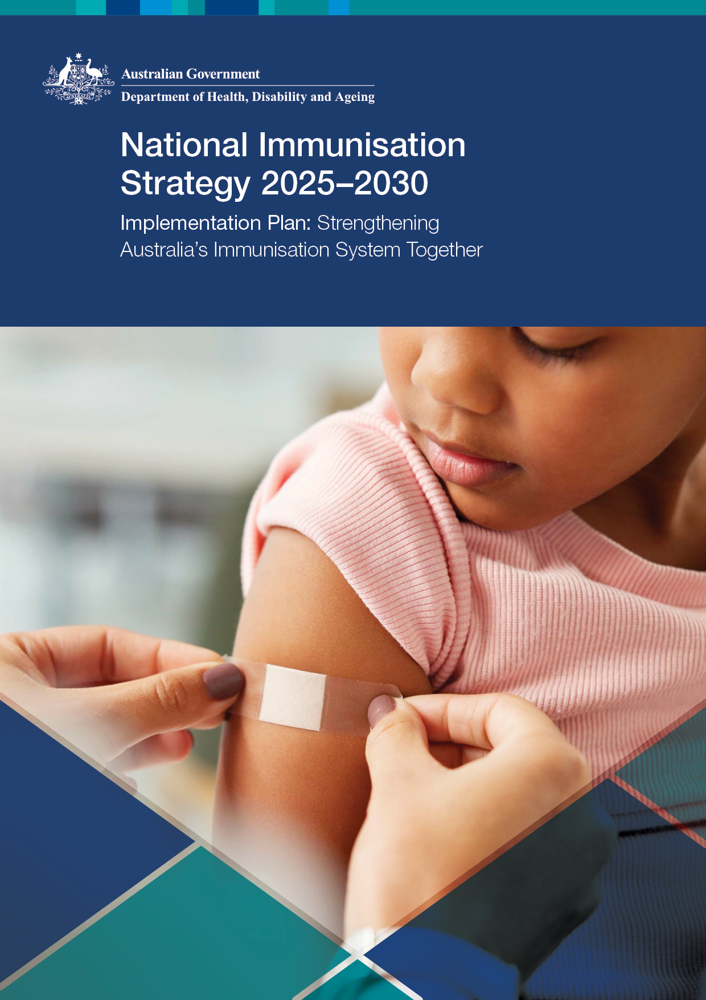 AUSTRALIA
Australian Government
Department of Health, Disability and Ageing
National Immunisation
Strategy 2025–2030
Implementation Plan: Strengthening
Australia’s Immunisation System Together